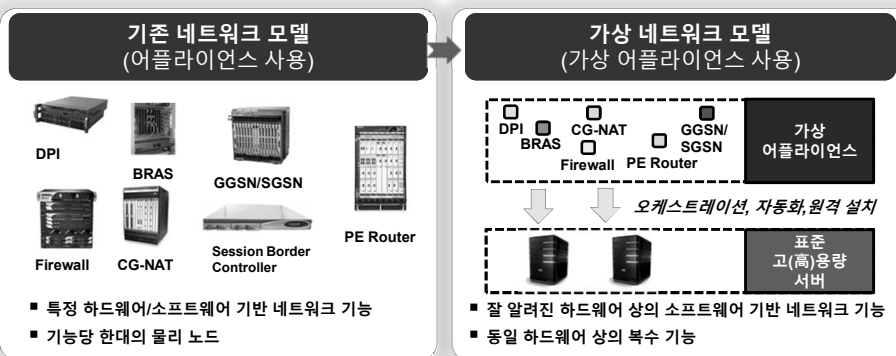 기존 네트워크 모델
(어플라이언스 사용)
DPI
BRAS
GGSN/SGSN
PE Router
Firewall
CG-NAT
Session Border
Controller
■ 특정 하드웨어/소프트웨어 기반 네트워크 기능
■ 기능당 한대의 물리 노드
가상 네트워크 모델
(가상 어플라이언스 사용)
DPI
BRAS
CG-NAT
Firewall
PE Router
GGSN/
SGSN
가상
어플라이언스
오케스트레이션, 자동화,원격 설치
표준
고(高)용량
서버
■ 잘 알려진 하드웨어 상의 소프트웨어 기반 네트워크 기능
■ 동일 하드웨어 상의 복수 기능